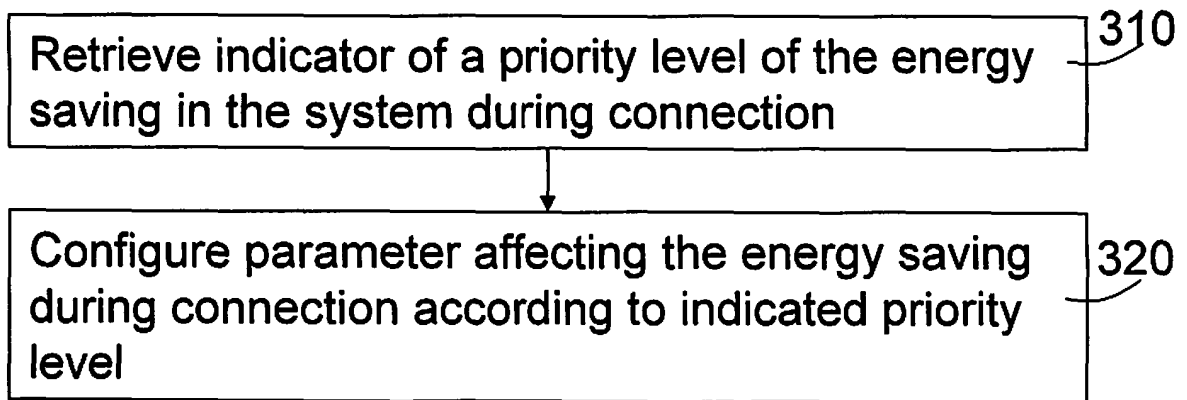 Retrieve indicator of a priority level of the energy
saving in the system during connection
310
Configure parameter affecting the energy saving
during connection according to indicated priority
level
320